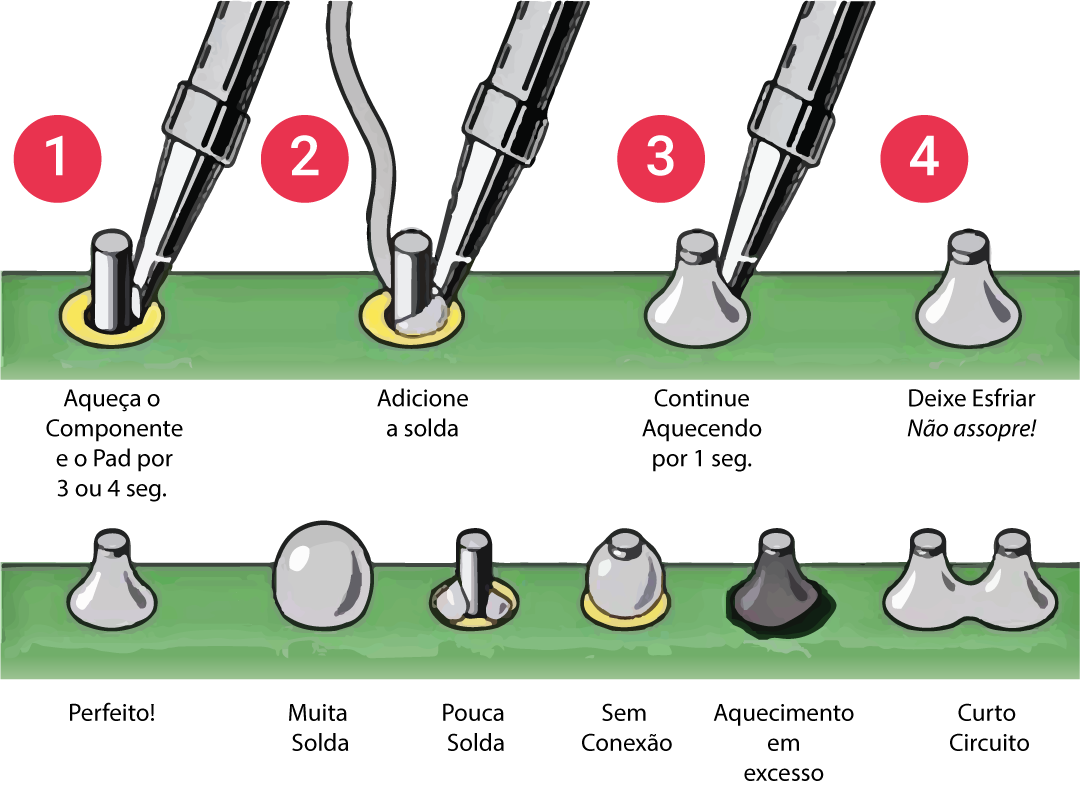 1
2
3
4
Aqueça o
Componente
e o Pad por
3 ou 4 seg.
Adicione
a solda
Continue
Aquecendo
por 1 seg.
Deixe Esfriar
Não assopre!
Perfeito!
Muita
Solda
Pouca
Solda
Sem
Conexão
Aquecimento
em
excesso
Curto
Circuito